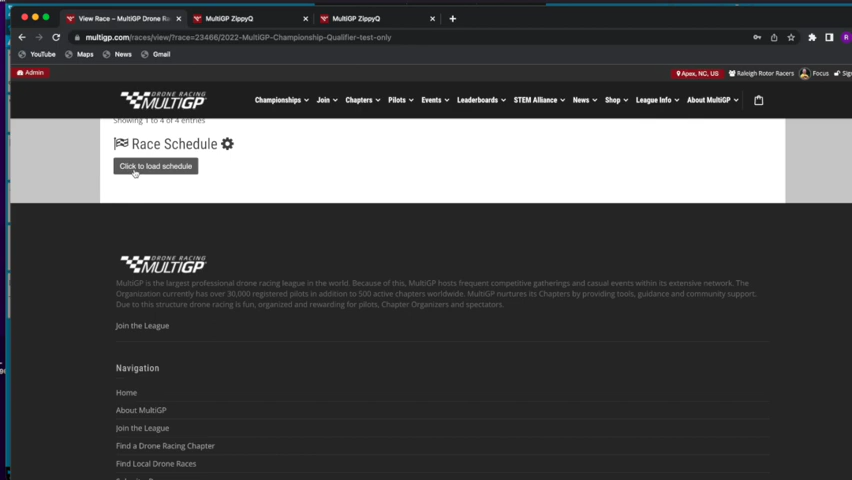 View Race – MultiGP Drone Ra
MultiGP ZippyQ
MultiGP ZippyQ
multigp.com/races/view/?race=23466/2022-MultiGP-Championship-Qualifier-test-only
YouTube
Maps
News
Gmail
Admin
Apex, NC, US
Raleigh Rotor Racers
Focus
Sig
DRONE RACING
MULTIGP
Championships
Join
Chapters
Pilots
Events
Leaderboards
STEM Alliance
News
Shop
League Info
About MultiGP
Showing 1 to 4 of 4 entries
Race Schedule
Click to load schedule
DRONE RACING
MULTIGP
MultiGP is the largest professional drone racing league in the world. Because of this, MultiGP hosts frequent competitive gatherings and casual events within its extensive network. The
Organization currently has over 30,000 registered pilots in addition to 500 active chapters worldwide. MultiGP nurtures its Chapters by providing tools, guidance and community support.
Due to this structure drone racing is fun, organized and rewarding for pilots, Chapter Organizers and spectators.
Join the League
Navigation
Home
About MultiGP
Join the League
Find a Drone Racing Chapter
Find Local Drone Races